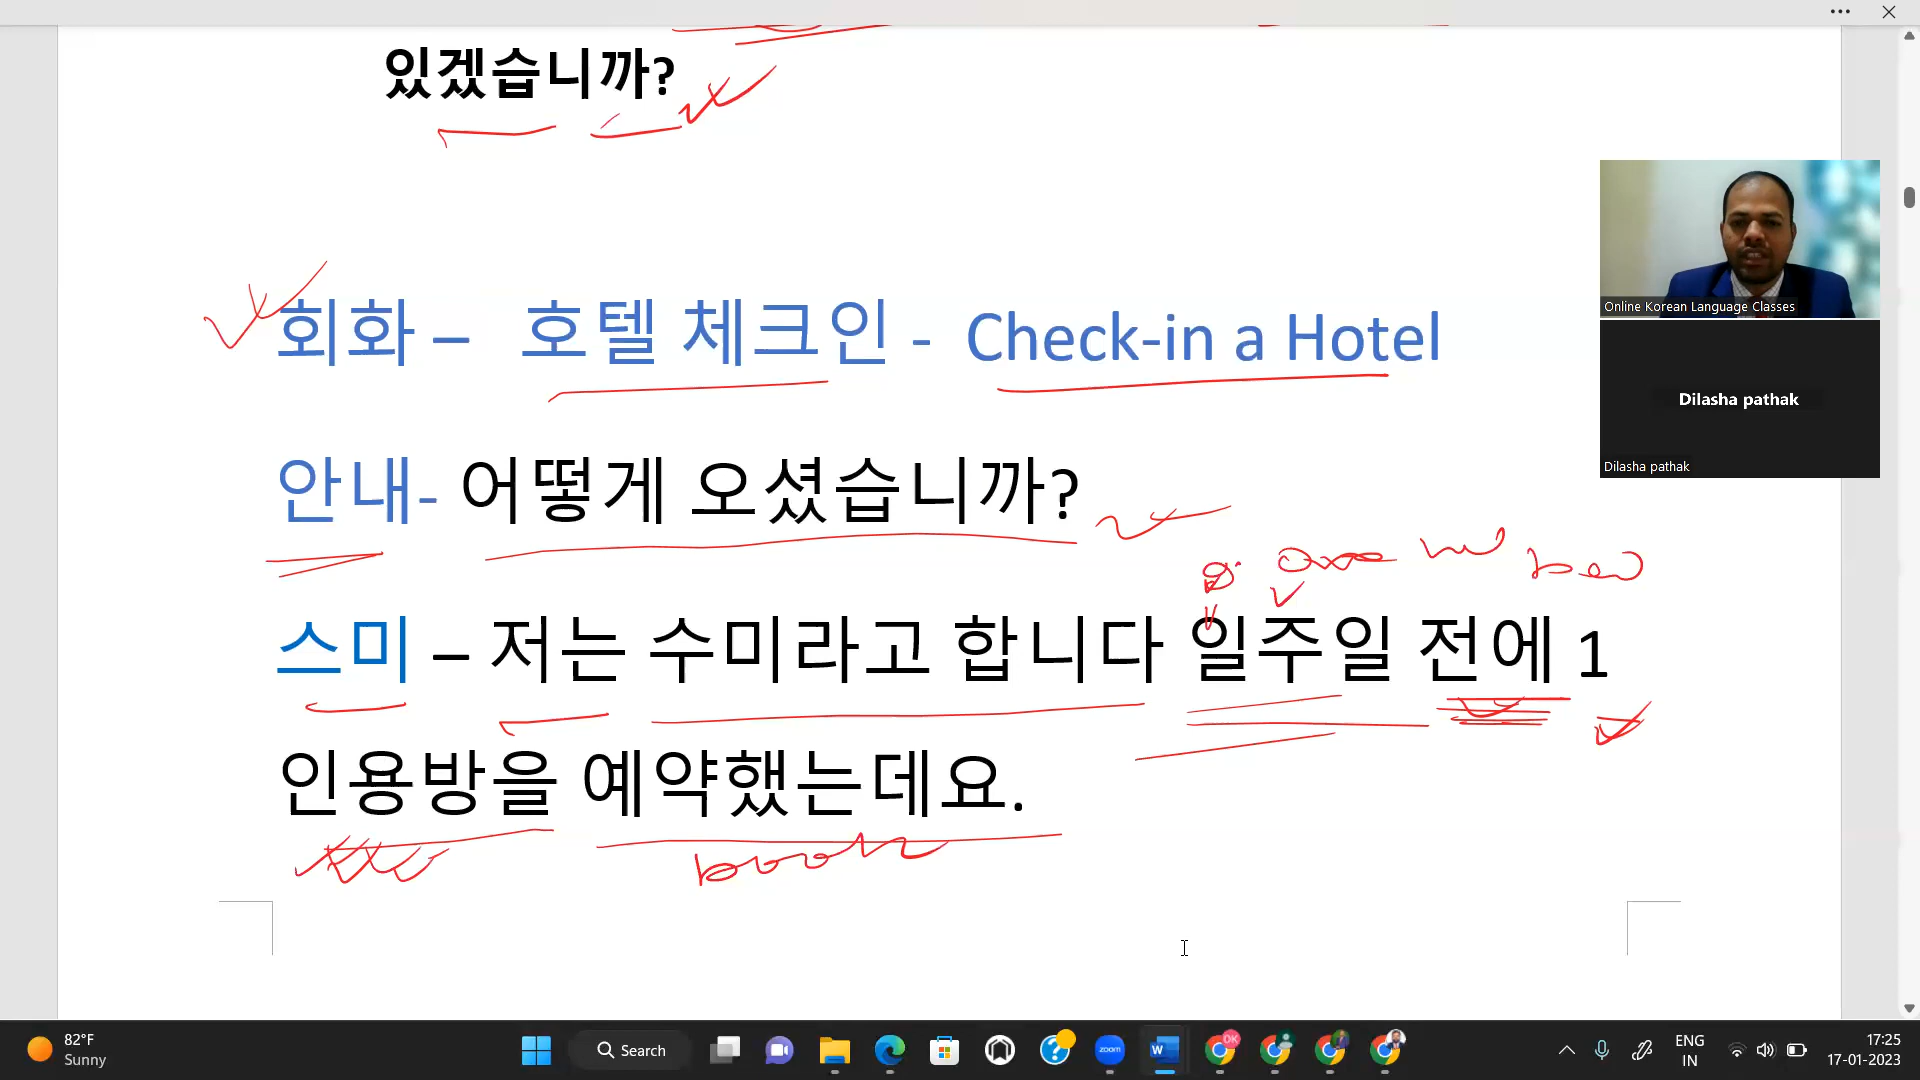 있겠습니까?
회화 – 호텔 체크인 - Check-in a Hotel
Online Korean Language Classes
Dilasha pathak
Dilasha pathak
안내- 어떻게 오셨습니까?
스미 – 저는 수미라고 합니다 일주일 전에 1
인용방을 예약했는데요.
book
82°F
Sunny
Search
zoom
W
DK
ENG
IN
17:25
17-01-2023